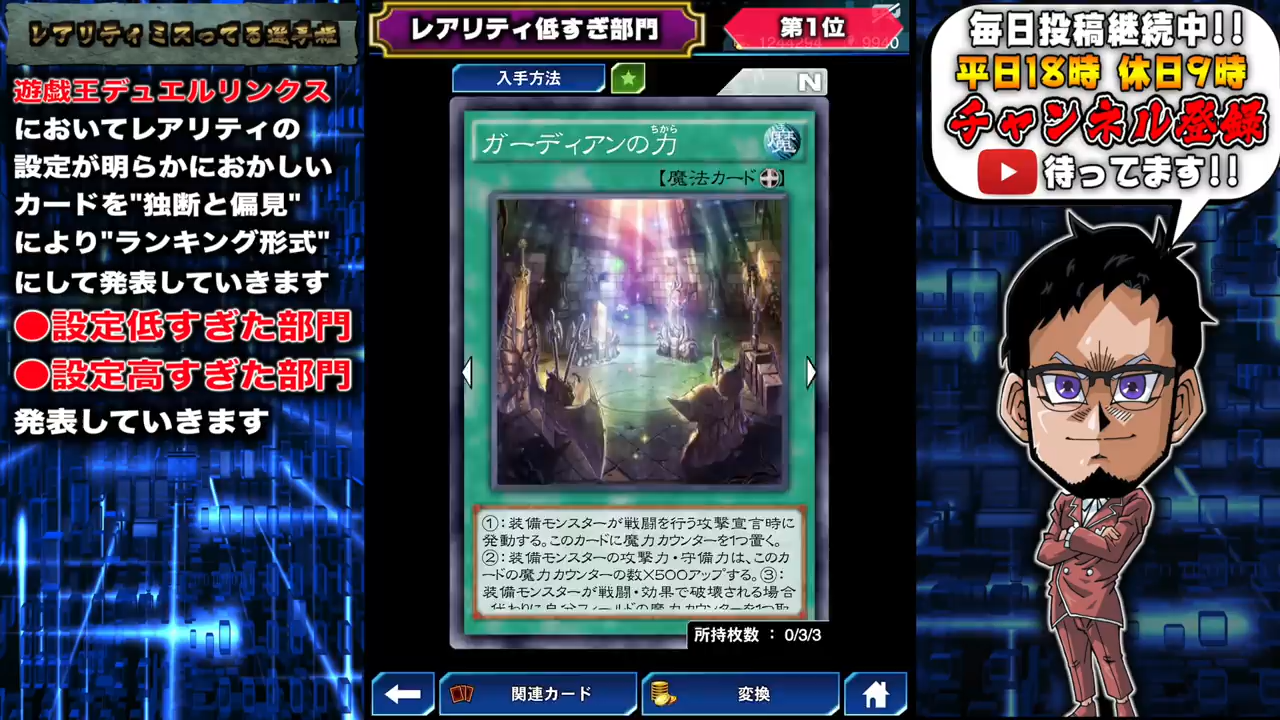 レアリティミスってる選手権
遊戯王デュエルリンクス
においてレアリティの
設定が明らかにおかしい
カードを"独断と偏見"
により"ランキング形式"
にして発表していきます
●設定低すぎた部門
●設定高すぎた部門
発表していきます
レアリティ低すぎ部門
第1位
入手方法
N
ガーディアンの力
ちから
魔
【魔法カード】
①:装備モンスターが戦闘を行う攻撃宣言時に
発動する。このカードに魔力カウンターを1つ置く。
②:装備モンスターの攻撃力・守備力は、このカ
ードの魔力カウンターの数×500アップする。③:
装備モンスターが戦闘・効果で破壊される場合
所持枚数 : 0/3/3
関連カード
変換
毎日投稿継続中!!
平日18時 休日9時
チャンネル登録
待ってます!!